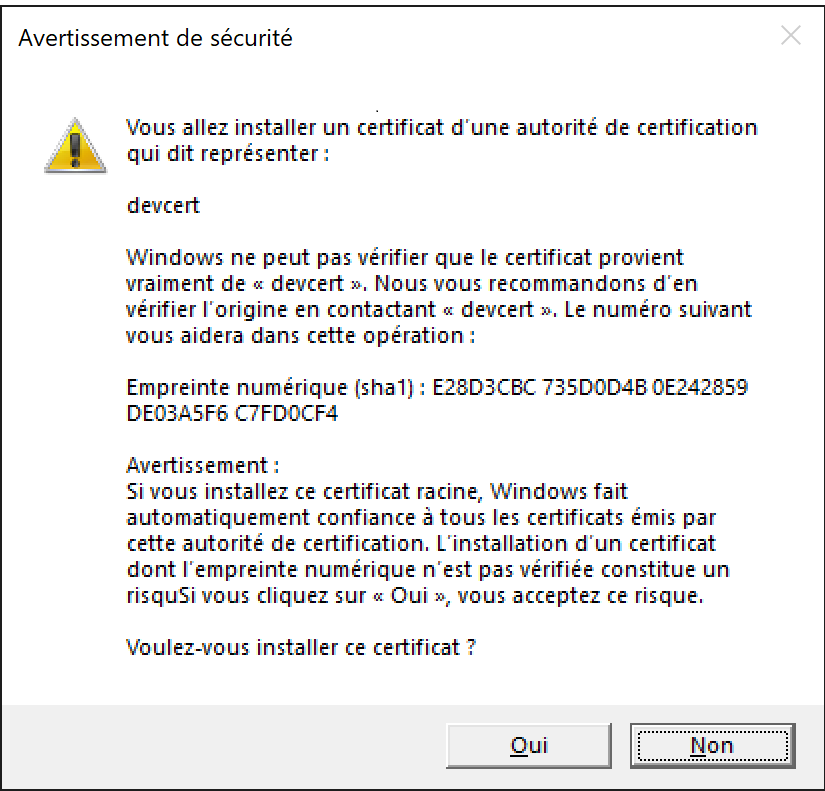 Avertissement de sécurité
Vous allez installer un certificat d'une autorité de certification
qui dit représenter :
devcert
Windows ne peut pas vérifier que le certificat provient
vraiment de « devcert ». Nous vous recommandons d'en
vérifier l'origine en contactant « devcert ». Le numéro suivant
vous aidera dans cette opération :
Empreinte numérique (sha1) : E28D3CBC 735D0D4B 0E242859
DE03A5F6 C7FD0CF4
Avertissement :
Si vous installez ce certificat racine, Windows fait
automatiquement confiance à tous les certificats émis par
cette autorité de certification. L'installation d'un certificat
dont l'empreinte numérique n'est pas vérifiée constitue un
risquSi vous cliquez sur « Oui », vous acceptez ce risque.
Voulez-vous installer ce certificat ?
Oui
Non